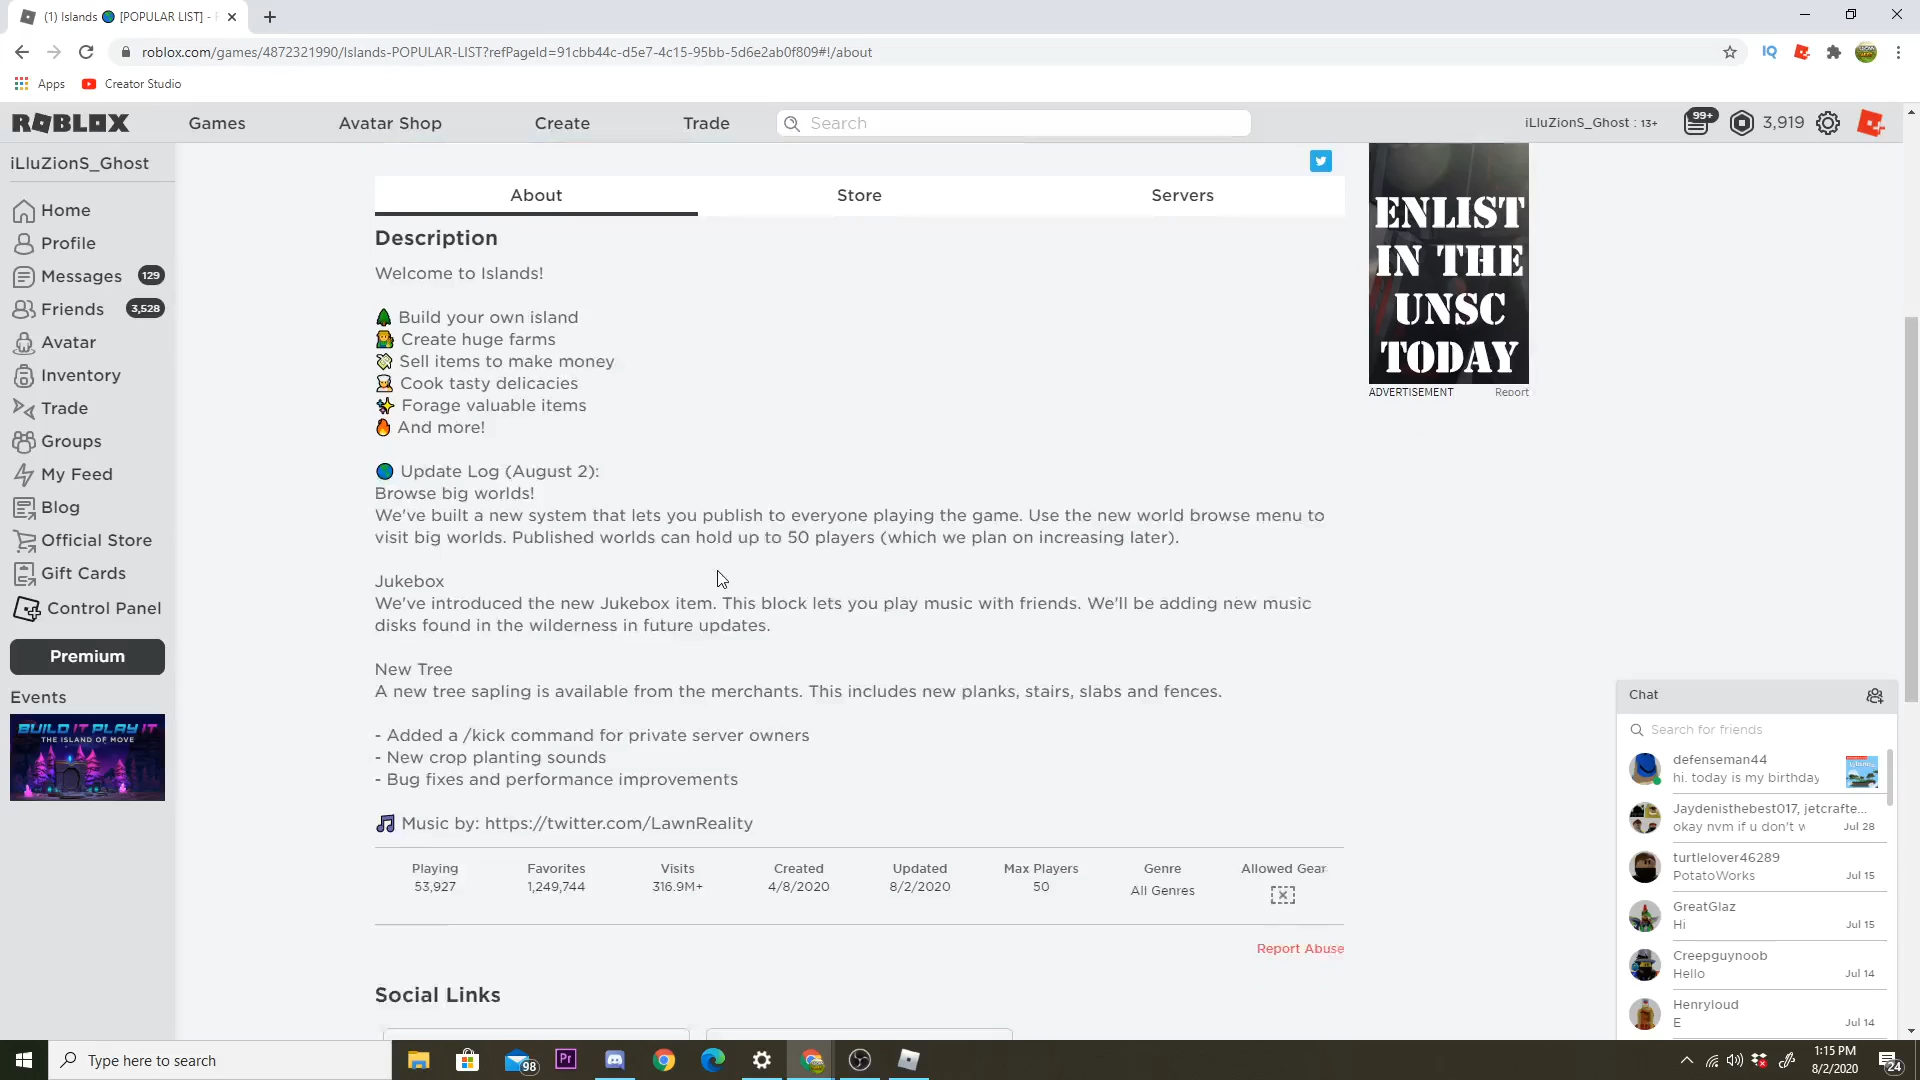 (1) Islands 🌎 [POPULAR LIST] -
roblox.com/games/4872321990/Islands-POPULAR-LIST?refPageId=91cbb44c-d5e7-4c15-95bb-5d6e2ab0f809#!/about
IQ
Apps
Creator Studio
ROBLOX
Games
Avatar Shop
Create
Trade
Search
iLluZionS_Ghost : 13+
99+
3,919
iLluZionS_Ghost
Home
Profile
Messages 129
Friends 3,528
Avatar
Inventory
Trade
Groups
My Feed
Blog
Official Store
Gift Cards
Control Panel
Premium
Events
BUILD IT PLAY IT
THE ISLAND OF MOVE
About
Store
Servers
Description
Welcome to Islands!
🌲 Build your own island
👨‍🌾 Create huge farms
💸 Sell items to make money
👨‍🍳 Cook tasty delicacies
✨ Forage valuable items
🔥 And more!
🌎 Update Log (August 2):
Browse big worlds!
We've built a new system that lets you publish to everyone playing the game. Use the new world browse menu to
visit big worlds. Published worlds can hold up to 50 players (which we plan on increasing later).
Jukebox
We've introduced the new Jukebox item. This block lets you play music with friends. We'll be adding new music
disks found in the wilderness in future updates.
New Tree
A new tree sapling is available from the merchants. This includes new planks, stairs, slabs and fences.
- Added a /kick command for private server owners
- New crop planting sounds
- Bug fixes and performance improvements
🎵 Music by: https://twitter.com/LawnReality
Playing Favorites Visits Created Updated Max Players Genre Allowed Gear
53,927 1,249,744 316.9M+ 4/8/2020 8/2/2020 50 All Genres
Report Abuse
Social Links
ENLIST
IN THE
UNSC
TODAY
ADVERTISEMENT Report
Chat
Search for friends
defenseman44
hi. today is my birthday
Jaydenisthebest017, jetcrafte...
okay nvm if u don't w Jul 28
turtlelover46289
PotatoWorks Jul 15
GreatGlaz
Hi Jul 15
Creepguynoob
Hello Jul 14
Henryloud
E Jul 14
Type here to search
98
Pr
1:15 PM
8/2/2020
24